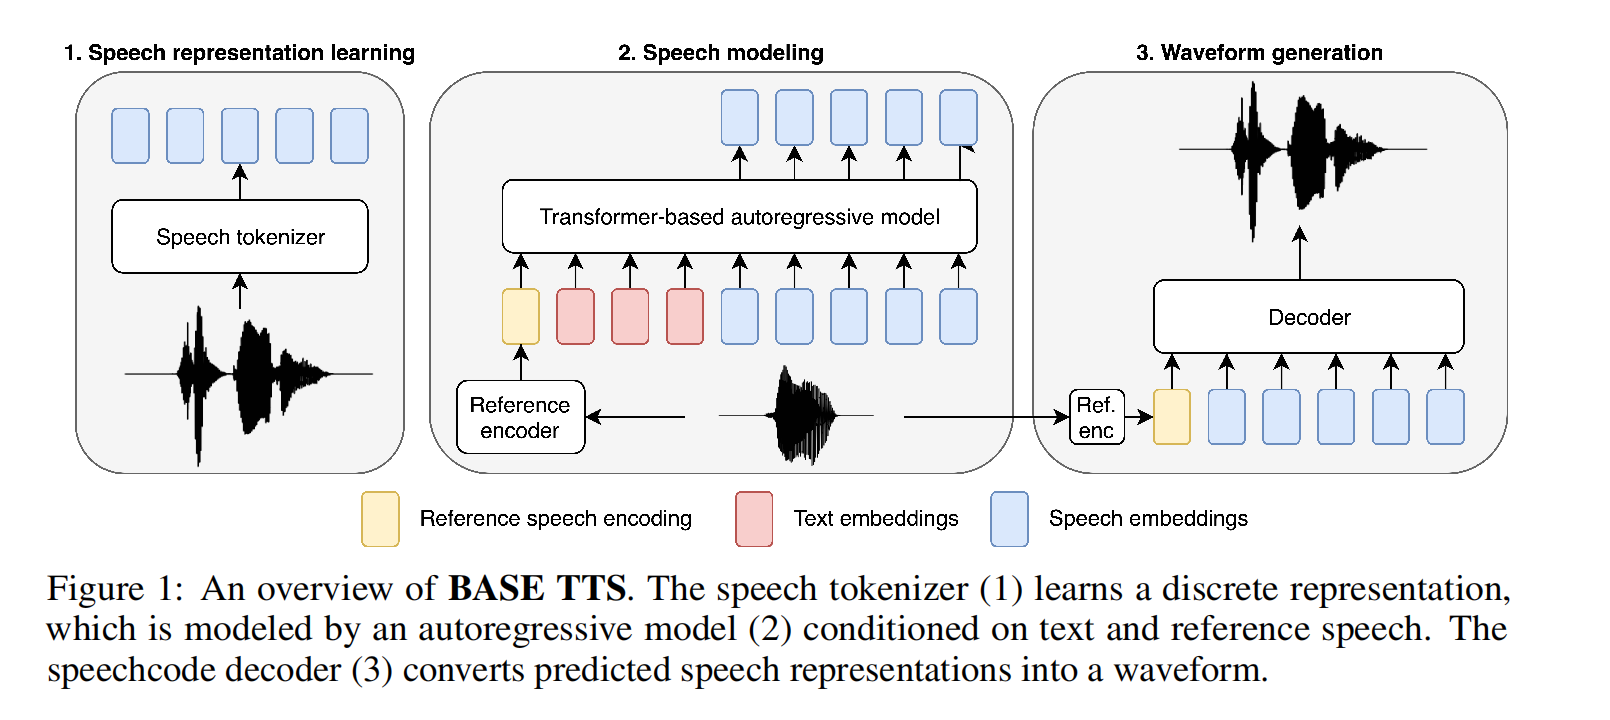 1. Speech representation learning
2. Speech modeling
3. Waveform generation
Speech tokenizer
Transformer-based autoregressive model
Decoder
Reference
encoder
Ref.
enc
Reference speech encoding
Text embeddings
Speech embeddings
Figure 1: An overview of BASE TTS. The speech tokenizer (1) learns a discrete representation,
which is modeled by an autoregressive model (2) conditioned on text and reference speech. The
speechcode decoder (3) converts predicted speech representations into a waveform.